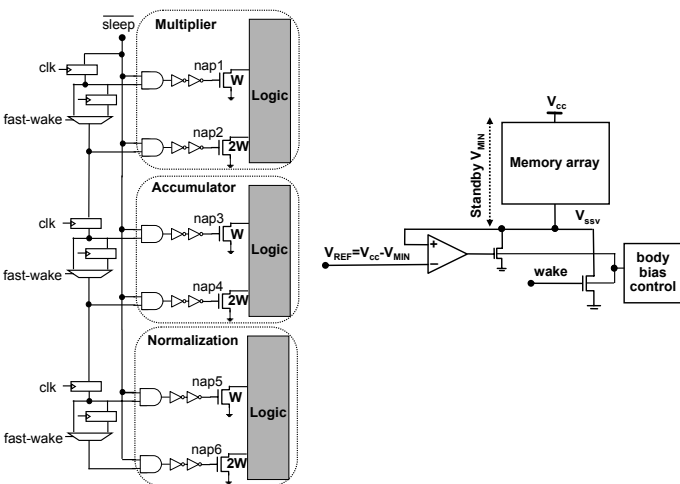 sleep
Multiplier
clk
nap1
W
Logic
fast-wake
nap2
2W
Accumulator
clk
nap3
W
Logic
fast-wake
nap4
2W
Normalization
clk
nap5
W
Logic
fast-wake
nap6
2W
Vcc
Standby VMIN
Memory array
Vssv
VREF=Vcc-VMIN
+
−
wake
body
bias
control